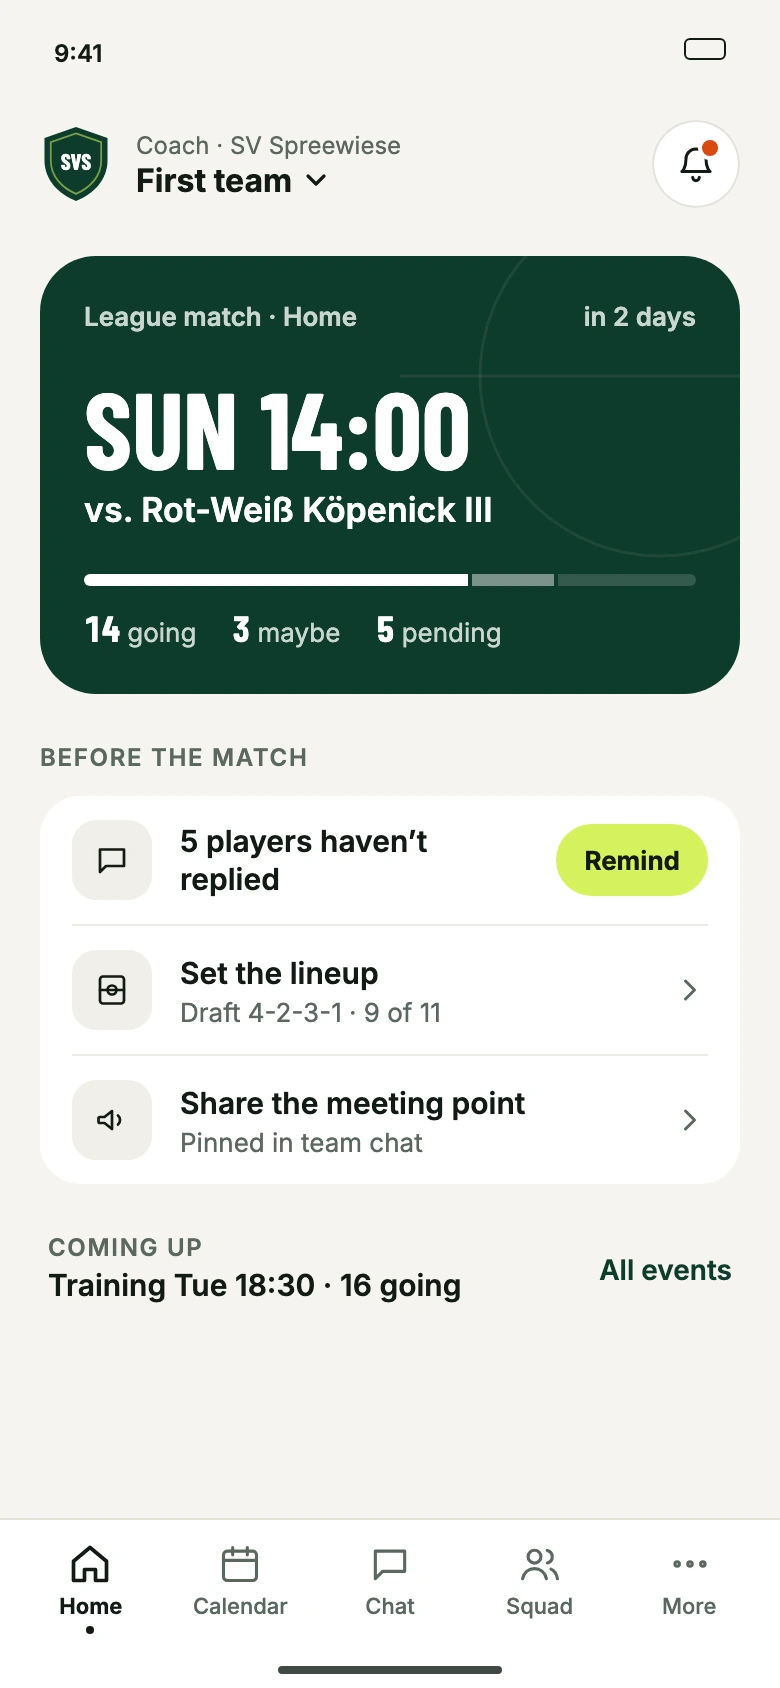 9:41
SVS
Coach · SV Spreewiese
First team
League match · Home
in 2 days
SUN 14:00
vs. Rot-Weiß Köpenick III
14 going 3 maybe 5 pending
BEFORE THE MATCH
5 players haven’t
replied
Remind
Set the lineup
Draft 4-2-3-1 · 9 of 11
Share the meeting point
Pinned in team chat
COMING UP
Training Tue 18:30 · 16 going
All events
Home
Calendar
Chat
Squad
More